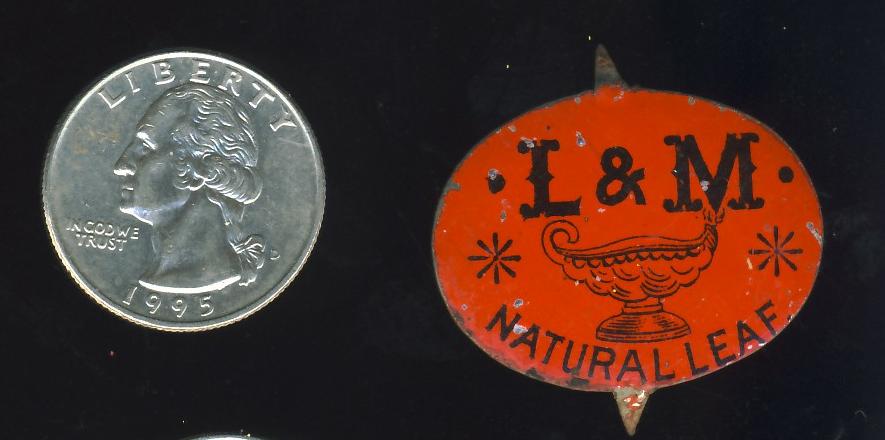 LIBERTY
IN GOD WE
TRUST
D
1995
· L & M ·
NATURAL LEAF.